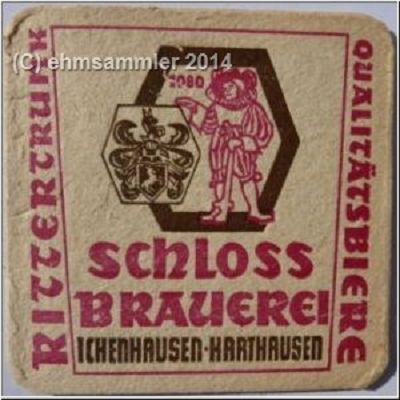 (C) ehmsammler 2014
RITTERTRUNK
QUALITÄTSBIERE
1080
SCHLOSS
BRAUEREI
ICHENHAUSEN-HARTHAUSEN